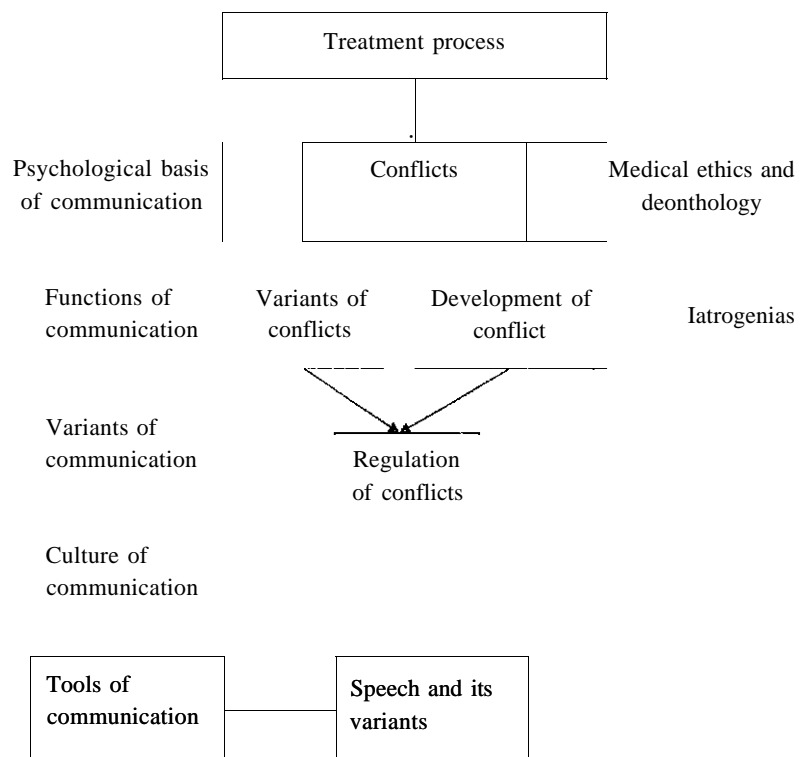 Treatment process
Psychological basis
of communication
Conflicts
Medical ethics and
deonthology
Functions of
communication
Variants of
conflicts
Development of
conflict
Iatrogenias
Variants of
communication
Regulation
of conflicts
Culture of
communication
Tools of
communication
Speech and its
variants